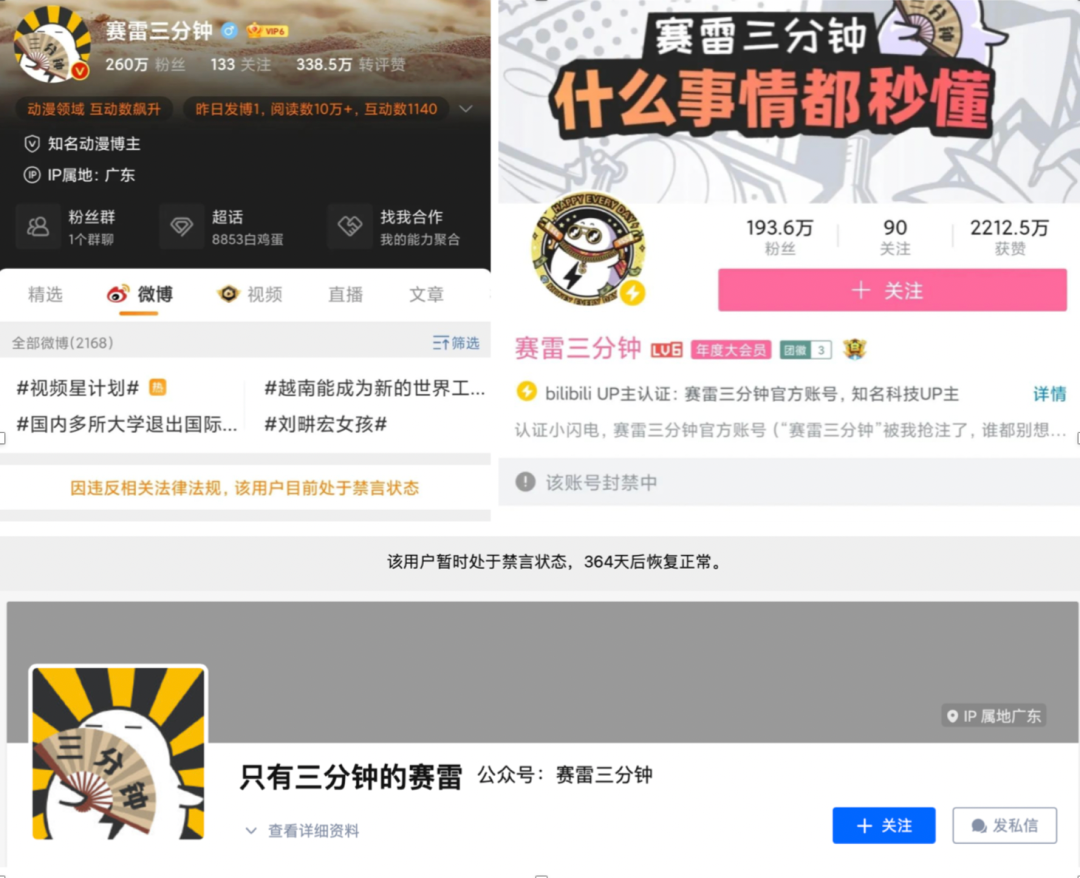 赛雷三分钟 VIP6
260万 粉丝 133 关注 338.5万 转评赞
动漫领域 互动数飙升 昨日发博1，阅读数10万+，互动数1140
知名动漫博主
IP属地：广东
粉丝群
1个群聊
超话
8853白鸡蛋
找我合作
我的能力聚合
精选 微博 视频 直播 文章
全部微博(2168) 筛选
#视频星计划# 热 #越南能成为新的世界工...
#国内多所大学退出国际... #刘畊宏女孩#
因违反相关法律法规，该用户目前处于禁言状态
赛雷三分钟
什么事情都秒懂
三分钟
HAPPY EVERY DAY
193.6万 90 2212.5万
粉丝 关注 获赞
＋ 关注
赛雷三分钟 LV6 年度大会员 团徽 3
bilibili UP主认证：赛雷三分钟官方账号，知名科技UP主 详情
认证小闪电，赛雷三分钟官方账号（“赛雷三分钟”被我抢注了，谁都别想...
该账号封禁中
该用户暂时处于禁言状态，364天后恢复正常。
IP 属地广东
三分钟
只有三分钟的赛雷 公众号：赛雷三分钟
查看详细资料
＋ 关注 发私信